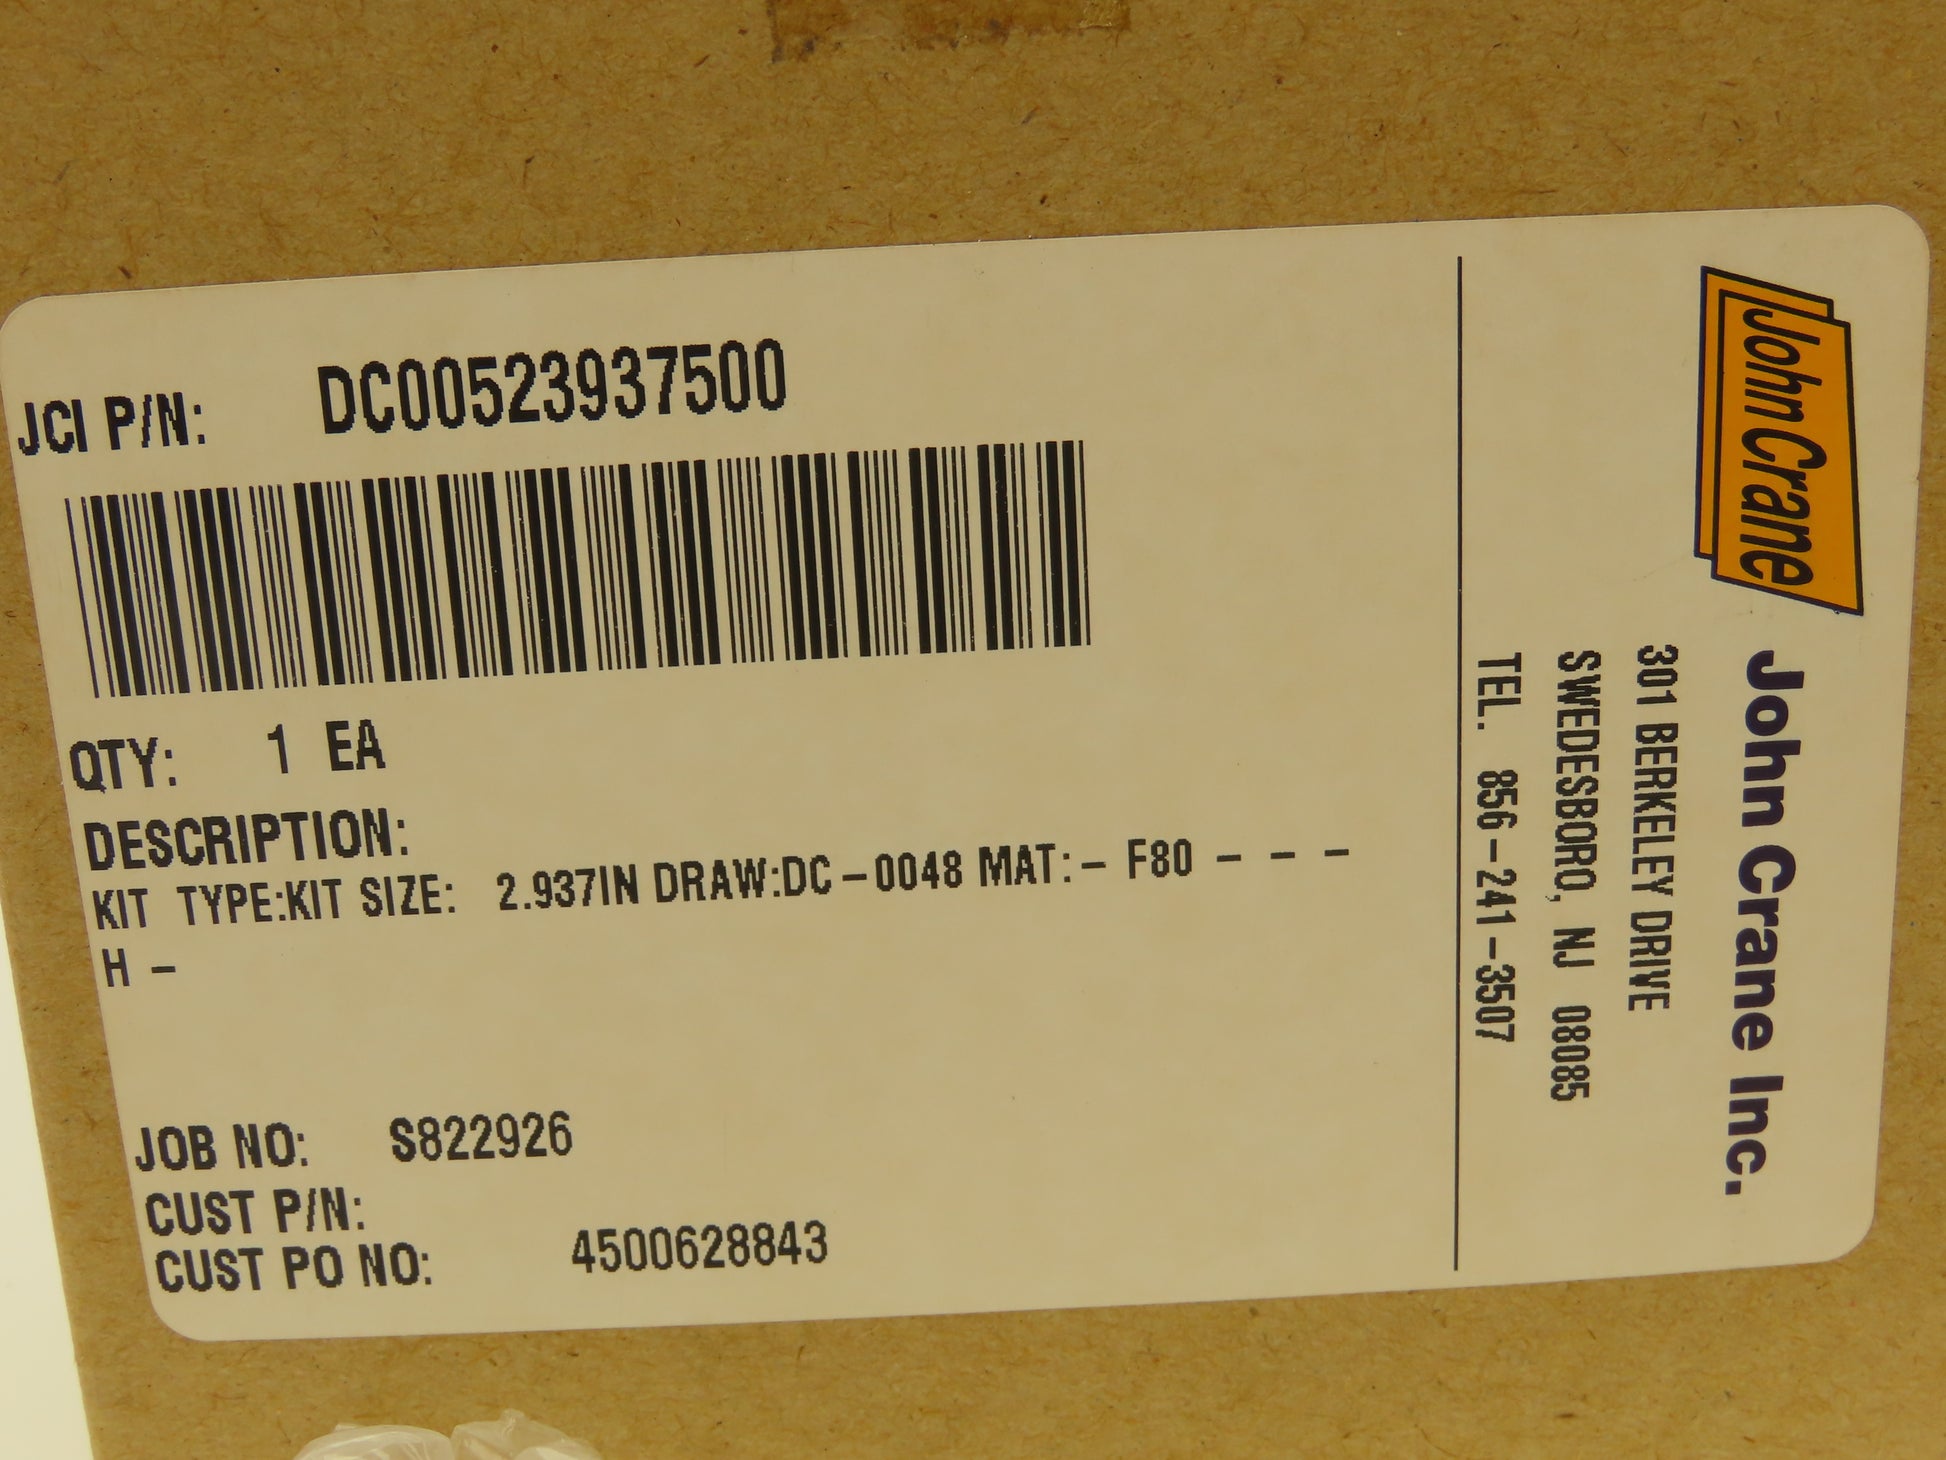 JCI P/N: DC00523937500
QTY: 1 EA
DESCRIPTION:
KIT TYPE:KIT SIZE: 2.937IN DRAW:DC-0048 MAT:- F80 - - -
H -
JOB NO: S822926
CUST P/N:
CUST PO NO: 4500628843
John Crane
John Crane Inc.
301 BERKELEY DRIVE
SWEDESBORO, NJ 08085
TEL. 856-241-3507